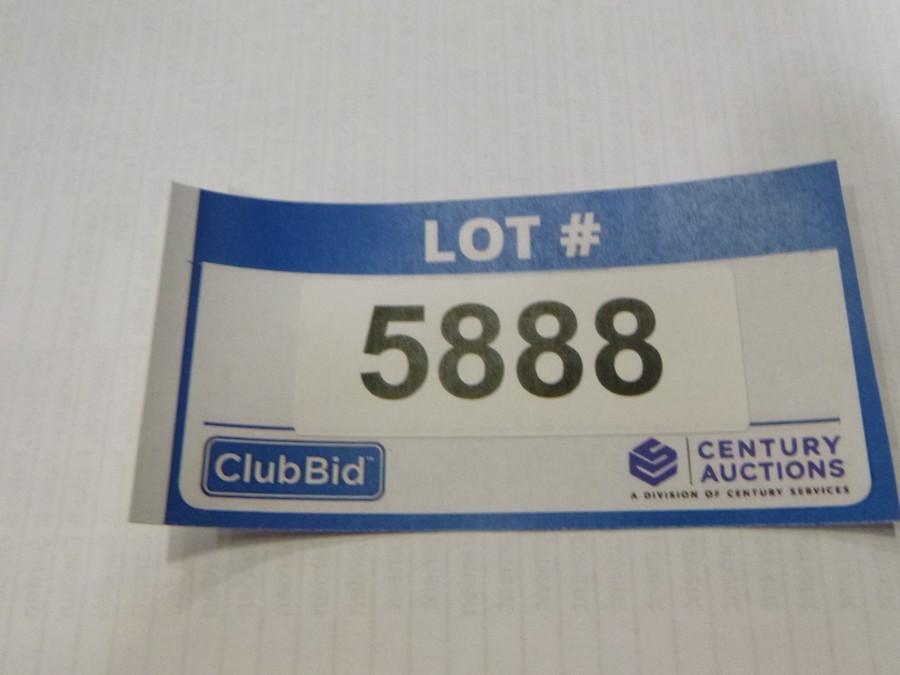 LOT #
5888
ClubBid™
CENTURY
AUCTIONS
A DIVISION OF CENTURY SERVICES